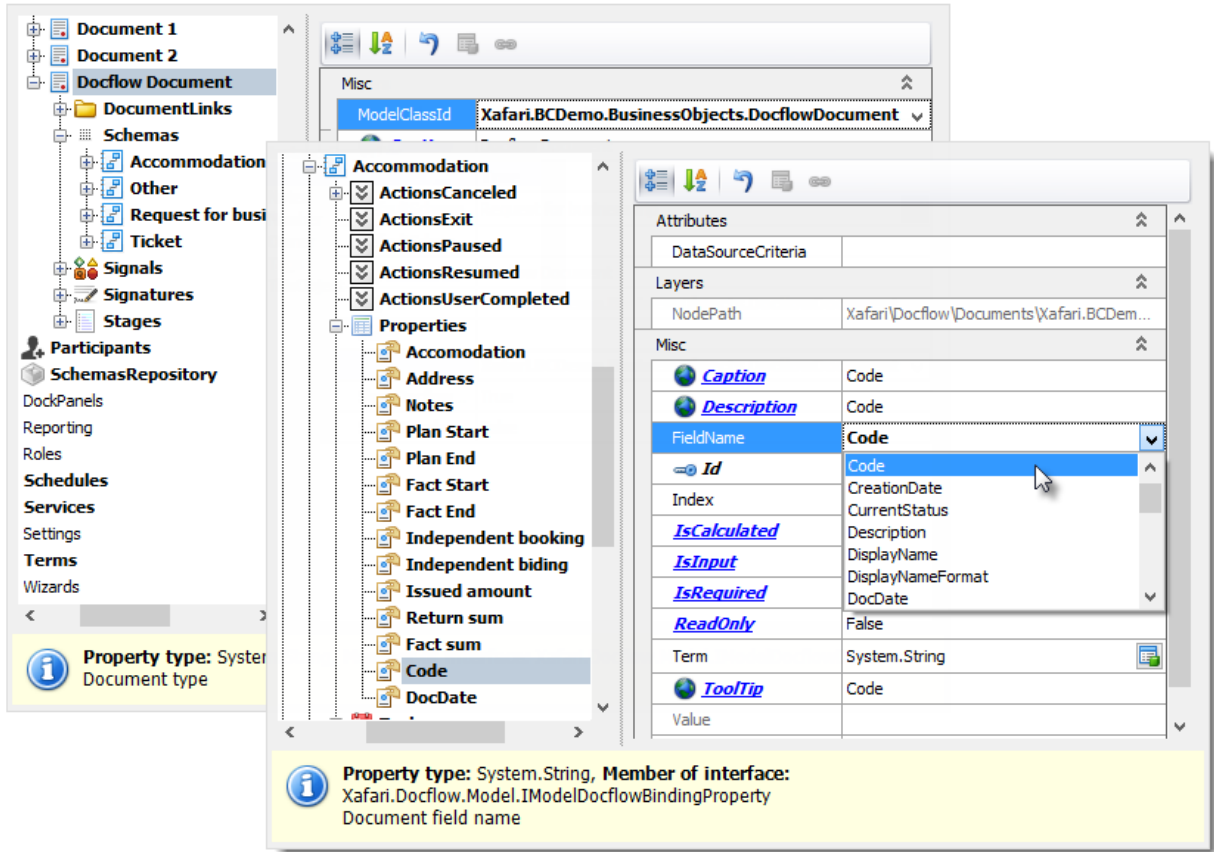 Document 1
Document 2
Docflow Document
DocumentLinks
Schemas
Accommodation
Other
Request for busi
Ticket
Signals
Signatures
Stages
Participants
SchemasRepository
DockPanels
Reporting
Roles
Schedules
Services
Settings
Terms
Wizards
Property type: System
Document type
Misc
ModelClassId Xafari.BCDemo.BusinessObjects.DocflowDocument
Accommodation
ActionsCanceled
ActionsExit
ActionsPaused
ActionsResumed
ActionsUserCompleted
Properties
Accomodation
Address
Notes
Plan Start
Plan End
Fact Start
Fact End
Independent booking
Independent biding
Issued amount
Return sum
Fact sum
Code
DocDate
Attributes
DataSourceCriteria
Layers
NodePath Xafari\Docflow\Documents\Xafari.BCDem...
Misc
Caption Code
Description Code
FieldName Code
Id
Index
IsCalculated
IsInput
IsRequired
Code
CreationDate
CurrentStatus
Description
DisplayName
DisplayNameFormat
DocDate
ReadOnly False
Term System.String
ToolTip Code
Value
Property type: System.String, Member of interface:
Xafari.Docflow.Model.IModelDocflowBindingProperty
Document field name